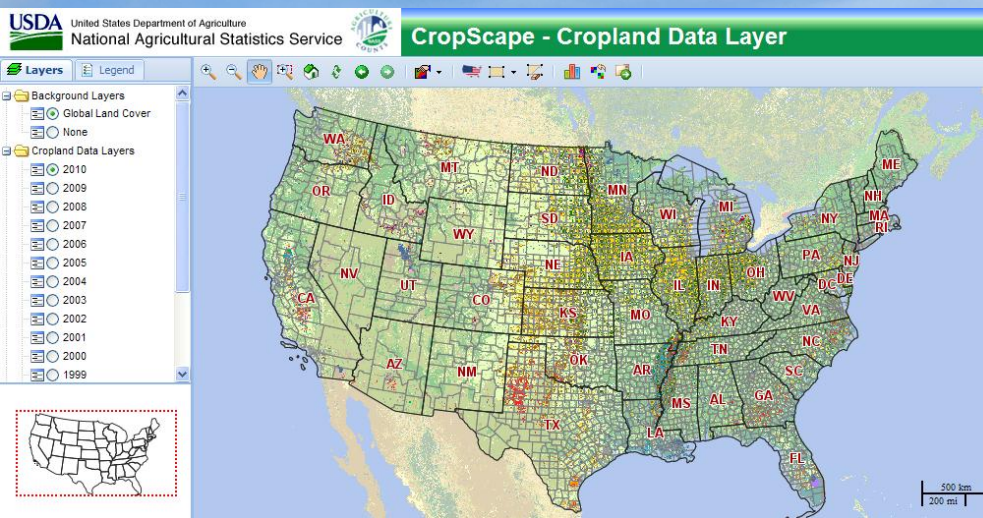 USDA
United States Department of Agriculture
National Agricultural Statistics Service
AGRICULTURE COUNTS
CropScape - Cropland Data Layer
Layers
Legend
Background Layers
Global Land Cover
None
Cropland Data Layers
2010
2009
2008
2007
2006
2005
2004
2003
2002
2001
2000
1999
WA
MT
ND
MN
ME
OR
ID
SD
WI
MI
NH
NY
MA
RI
WY
NE
IA
PA
NJ
NV
UT
CO
IL
IN
OH
DE
DC
WV
VA
CA
KS
MO
KY
NC
AZ
NM
OK
AR
TN
SC
MS
AL
GA
TX
LA
FL
500 km
200 mi